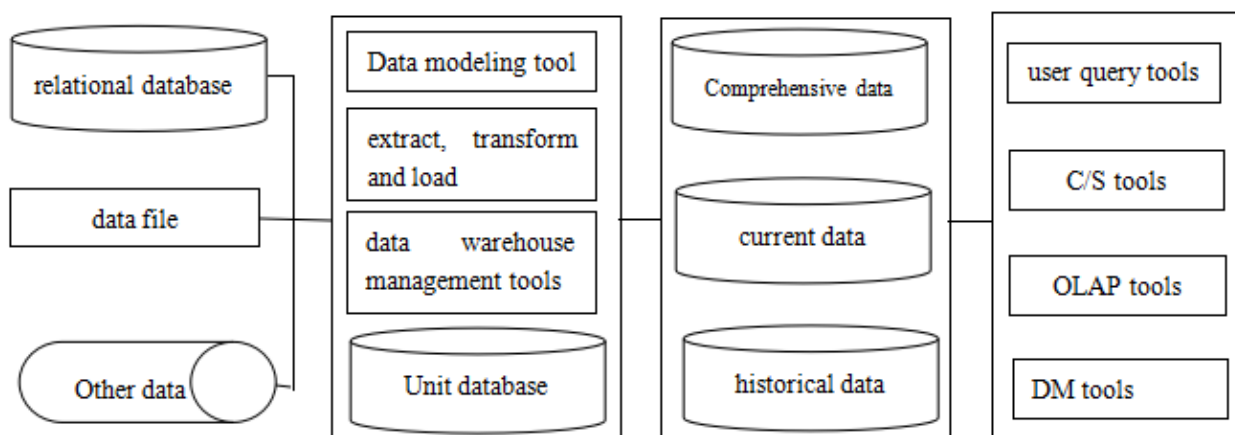 relational database
data file
Other data
Data modeling tool
extract, transform
and load
data warehouse
management tools
Unit database
Comprehensive data
current data
historical data
user query tools
C/S tools
OLAP tools
DM tools